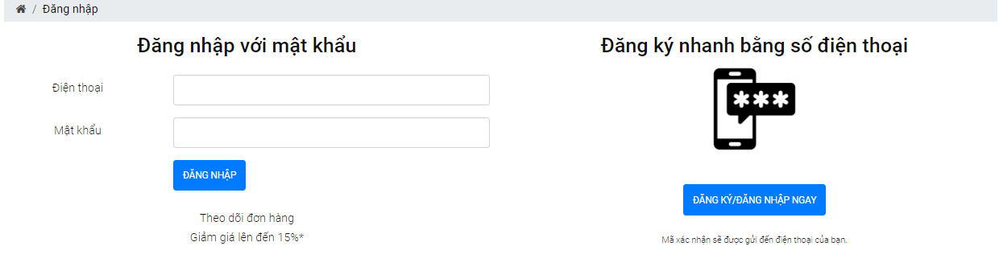 / Đăng nhập
Đăng nhập với mật khẩu
Điện thoại
Mật khẩu
ĐĂNG NHẬP
Theo dõi đơn hàng
Giảm giá lên đến 15%*
Đăng ký nhanh bằng số điện thoại
***
ĐĂNG KÝ/ĐĂNG NHẬP NGAY
Mã xác nhận sẽ được gửi đến điện thoại của bạn.